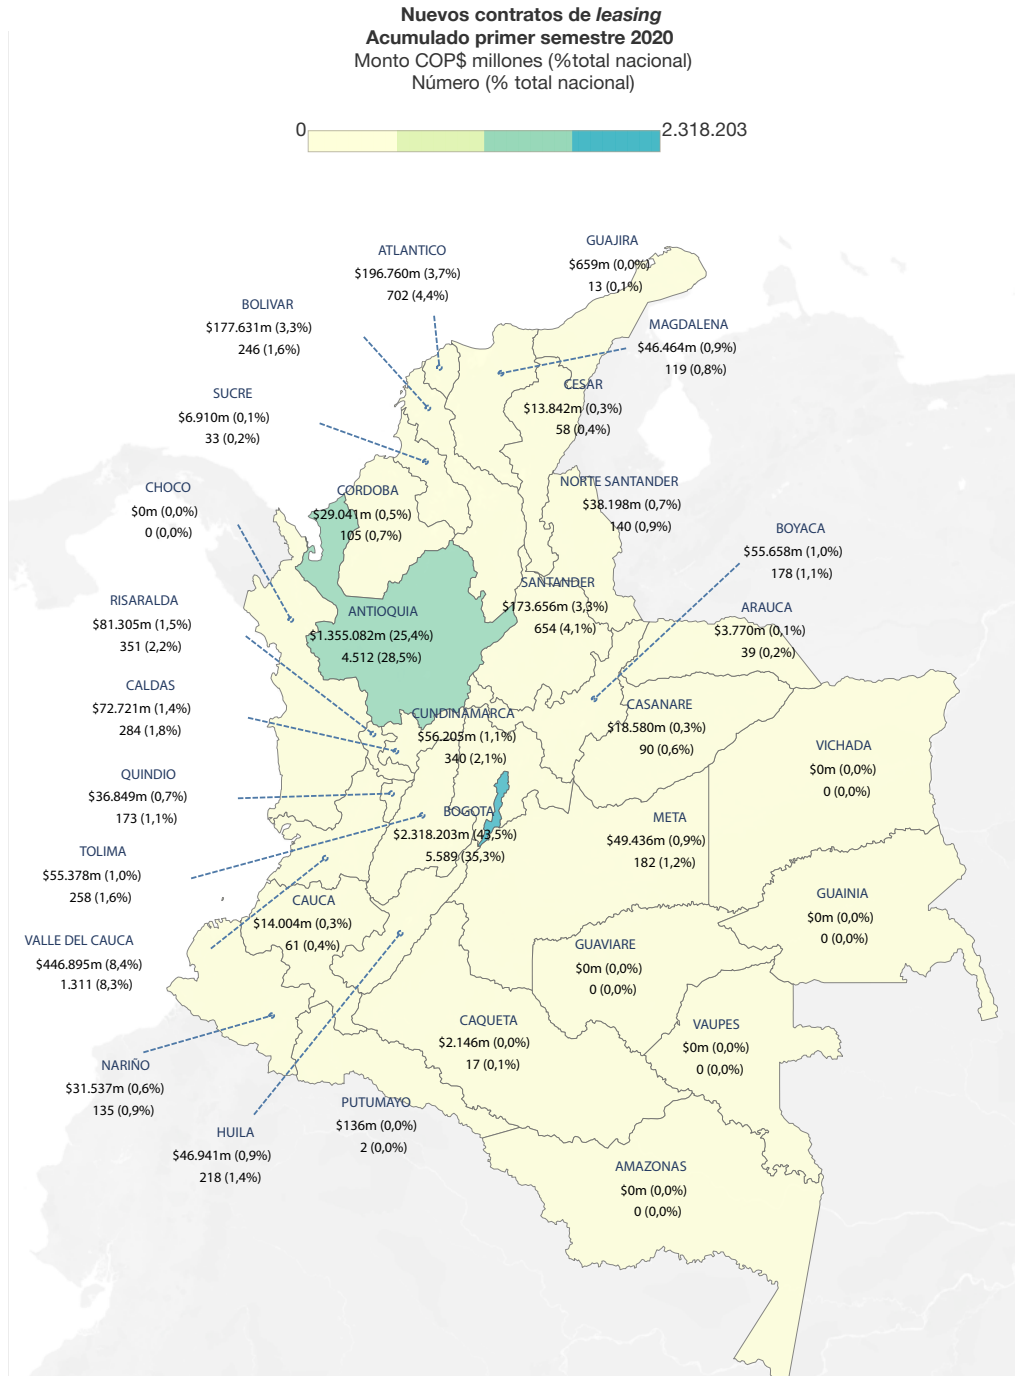 Nuevos contratos de leasing
Acumulado primer semestre 2020
Monto COP$ millones (%total nacional)
Número (% total nacional)
0
2.318.203
ATLANTICO
$196.760m (3,7%)
702 (4,4%)
GUAJIRA
$659m (0,0%)
13 (0,1%)
BOLIVAR
$177.631m (3,3%)
246 (1,6%)
MAGDALENA
$46.464m (0,9%)
119 (0,8%)
SUCRE
$6.910m (0,1%)
33 (0,2%)
CESAR
$13.842m (0,3%)
58 (0,4%)
CHOCO
$0m (0,0%)
0 (0,0%)
CORDOBA
$29.041m (0,5%)
105 (0,7%)
NORTE SANTANDER
$38.198m (0,7%)
140 (0,9%)
BOYACA
$55.658m (1,0%)
178 (1,1%)
RISARALDA
$81.305m (1,5%)
351 (2,2%)
ANTIOQUIA
$1.355.082m (25,4%)
4.512 (28,5%)
SANTANDER
$173.656m (3,3%)
654 (4,1%)
ARAUCA
$3.770m (0,1%)
39 (0,2%)
CALDAS
$72.721m (1,4%)
284 (1,8%)
CUNDINAMARCA
$56.205m (1,1%)
340 (2,1%)
CASANARE
$18.580m (0,3%)
90 (0,6%)
VICHADA
$0m (0,0%)
0 (0,0%)
QUINDIO
$36.849m (0,7%)
173 (1,1%)
BOGOTA
$2.318.203m (43,5%)
5.589 (35,3%)
META
$49.436m (0,9%)
182 (1,2%)
TOLIMA
$55.378m (1,0%)
258 (1,6%)
CAUCA
$14.004m (0,3%)
61 (0,4%)
GUAINIA
$0m (0,0%)
0 (0,0%)
VALLE DEL CAUCA
$446.895m (8,4%)
1.311 (8,3%)
GUAVIARE
$0m (0,0%)
0 (0,0%)
CAQUETA
$2.146m (0,0%)
17 (0,1%)
VAUPES
$0m (0,0%)
0 (0,0%)
NARIÑO
$31.537m (0,6%)
135 (0,9%)
PUTUMAYO
$136m (0,0%)
2 (0,0%)
HUILA
$46.941m (0,9%)
218 (1,4%)
AMAZONAS
$0m (0,0%)
0 (0,0%)